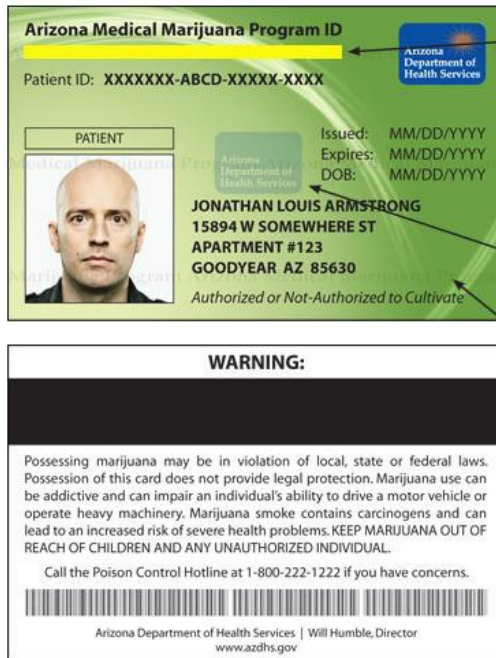 Arizona Medical Marijuana Program ID
Arizona
Department of
Health Services
Patient ID: XXXXXXX-ABCD-XXXXX-XXXX
PATIENT
Issued: MM/DD/YYYY
Expires: MM/DD/YYYY
DOB: MM/DD/YYYY
Arizona
Department of
Health Services
JONATHAN LOUIS ARMSTRONG
15894 W SOMEWHERE ST
APARTMENT #123
GOODYEAR AZ 85630
Authorized or Not-Authorized to Cultivate
WARNING:
Possessing marijuana may be in violation of local, state or federal laws.
Possession of this card does not provide legal protection. Marijuana use can
be addictive and can impair an individual's ability to drive a motor vehicle or
operate heavy machinery. Marijuana smoke contains carcinogens and can
lead to an increased risk of severe health problems. KEEP MARIJUANA OUT OF
REACH OF CHILDREN AND ANY UNAUTHORIZED INDIVIDUAL.
Call the Poison Control Hotline at 1-800-222-1222 if you have concerns.
Arizona Department of Health Services | Will Humble, Director
www.azdhs.gov